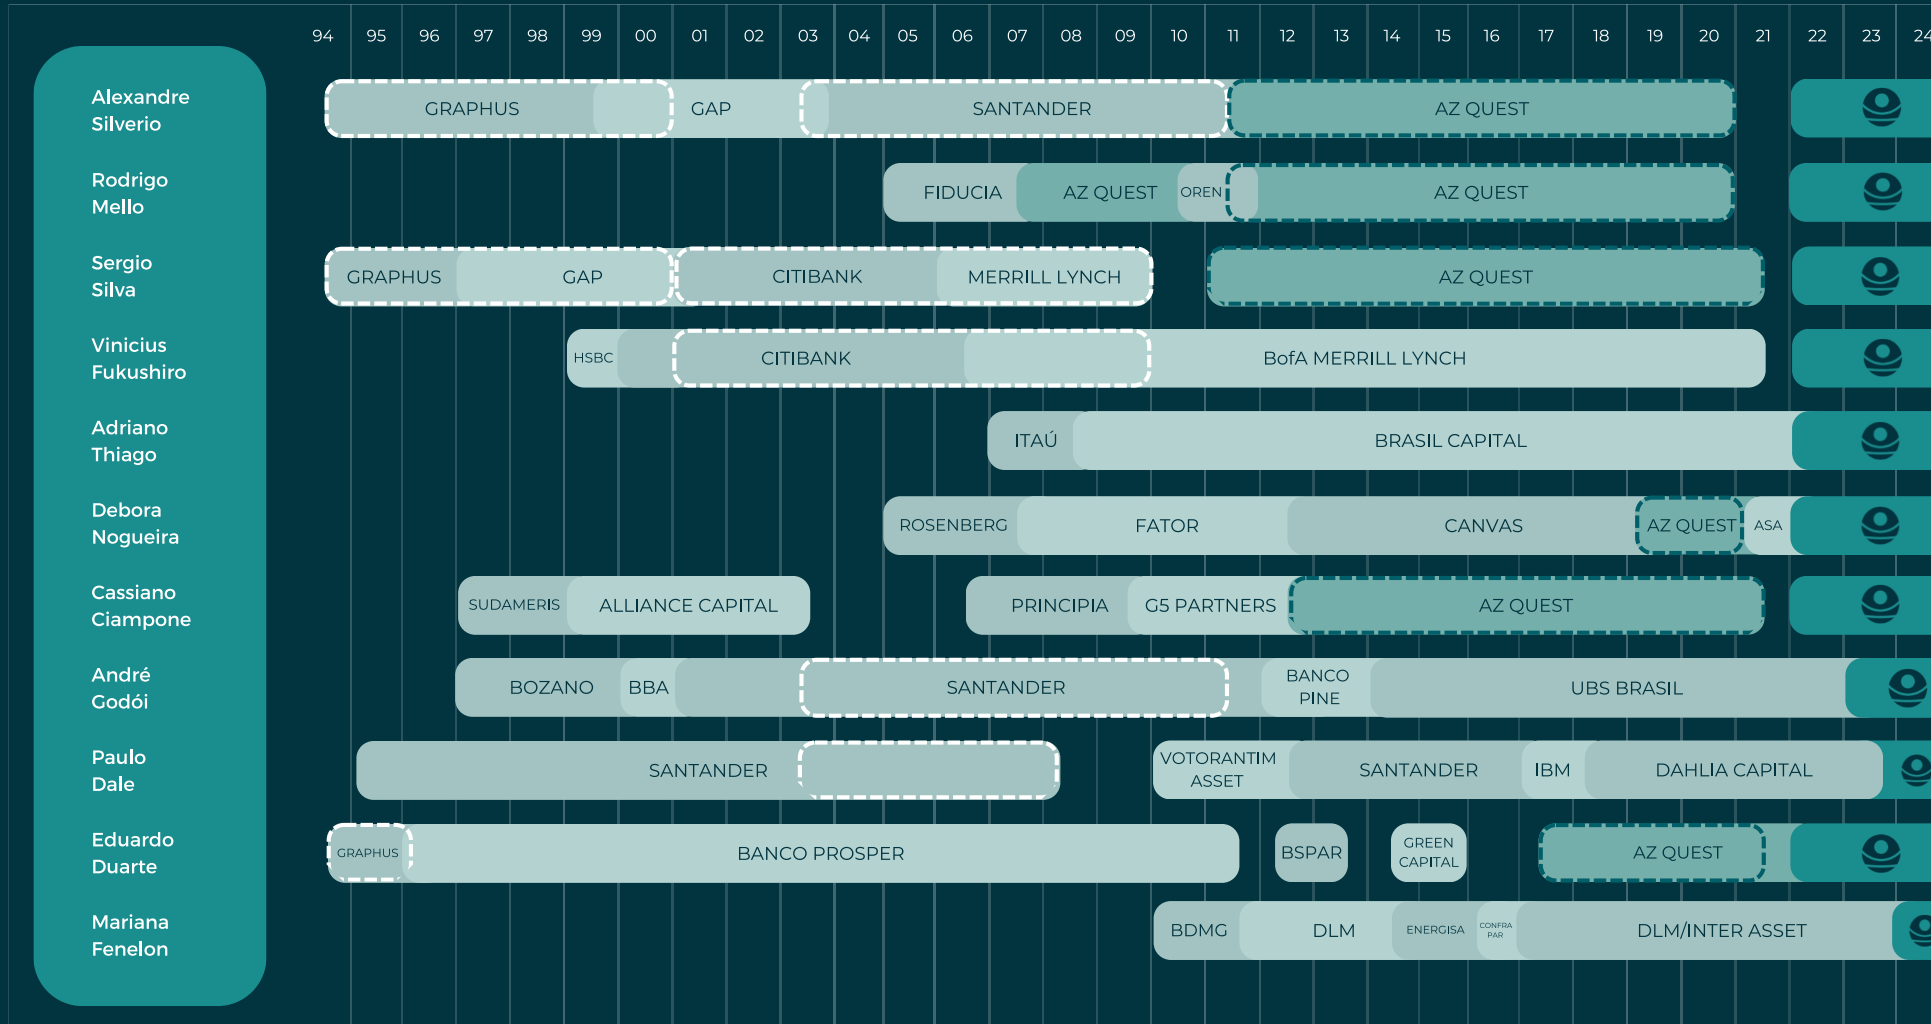 94 95 96 97 98 99 00 01 02 03 04 05 06 07 08 09 10 11 12 13 14 15 16 17 18 19 20 21 22 23 24
Alexandre
Silverio
GRAPHUS GAP SANTANDER AZ QUEST
Rodrigo
Mello
FIDUCIA AZ QUEST OREN AZ QUEST
Sergio
Silva
GRAPHUS GAP CITIBANK MERRILL LYNCH AZ QUEST
Vinicius
Fukushiro
HSBC CITIBANK BofA MERRILL LYNCH
Adriano
Thiago
ITAÚ BRASIL CAPITAL
Debora
Nogueira
ROSENBERG FATOR CANVAS AZ QUEST ASA
Cassiano
Ciampone
SUDAMERIS ALLIANCE CAPITAL PRINCIPIA G5 PARTNERS AZ QUEST
André
Godói
BOZANO BBA SANTANDER BANCO
PINE
UBS BRASIL
Paulo
Dale
SANTANDER VOTORANTIM
ASSET
SANTANDER IBM DAHLIA CAPITAL
Eduardo
Duarte
GRAPHUS BANCO PROSPER BSPAR GREEN
CAPITAL
AZ QUEST
Mariana
Fenelon
BDMG DLM ENERGISA CONFRA
PAR
DLM/INTER ASSET